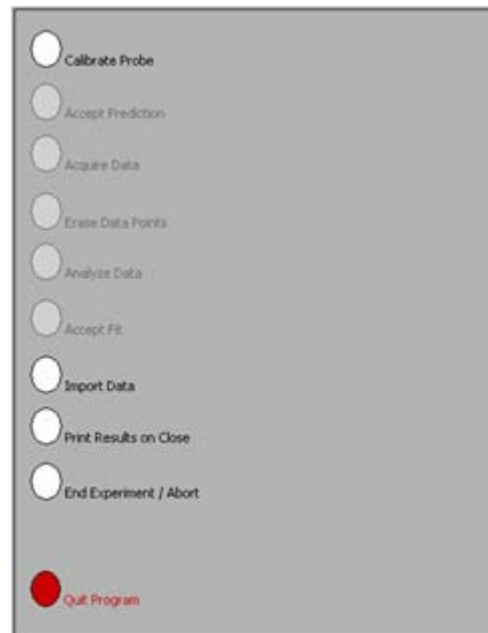 Calibrate Probe
Accept Prediction
Acquire Data
Erase Data Points
Analyze Data
Accept Fit
Import Data
Print Results on Close
End Experiment / Abort
Quit Program